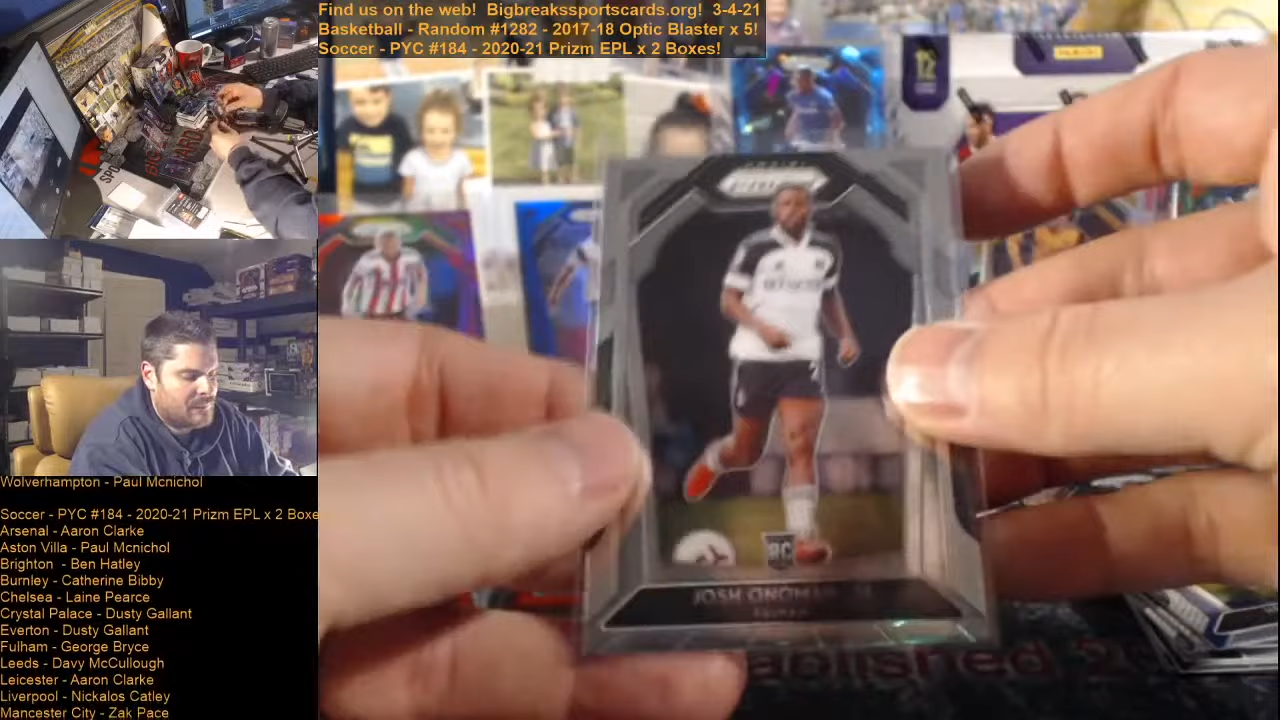 Find us on the web!  Bigbreakssportscards.org!  3-4-21
Basketball - Random #1282 - 2017-18 Optic Blaster x 5!
Soccer - PYC #184 - 2020-21 Prizm EPL x 2 Boxes!
Wolverhampton - Paul Mcnichol
Soccer - PYC #184 - 2020-21 Prizm EPL x 2 Boxe
Arsenal - Aaron Clarke
Aston Villa - Paul Mcnichol
Brighton  - Ben Hatley
Burnley - Catherine Bibby
Chelsea - Laine Pearce
Crystal Palace - Dusty Gallant
Everton - Dusty Gallant
Fulham - George Bryce
Leeds - Davy McCullough
Leicester - Aaron Clarke
Liverpool - Nickalos Catley
Mancester City - Zak Pace
PRIZM
RC
JOSH ONOMAH
FULHAM